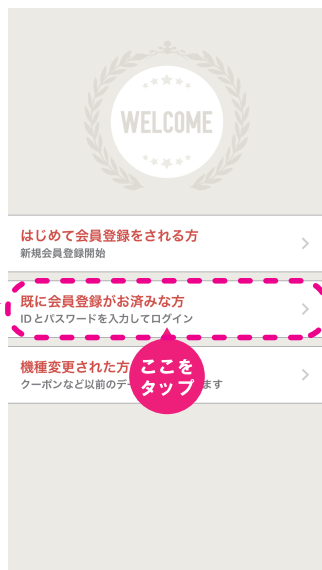 WELCOME
はじめて会員登録をされる方
新規会員登録開始
既に会員登録がお済みな方
IDとパスワードを入力してログイン
機種変更された方
クーポンなど以前のデー
ます
ここを
タップ